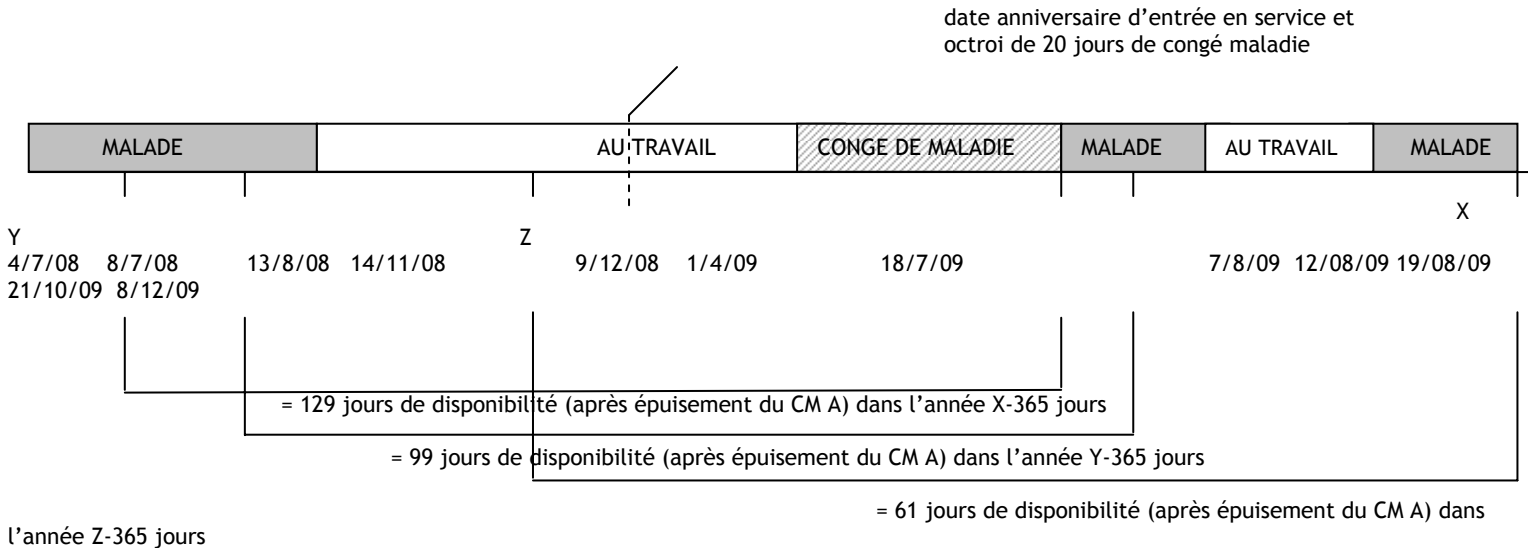 date anniversaire d'entrée en service et
octroi de 20 jours de congé maladie
MALADE AU TRAVAIL CONGE DE MALADIE MALADE AU TRAVAIL MALADE
X
Y Z
4/7/08 8/7/08 13/8/08 14/11/08 9/12/08 1/4/09 18/7/09 7/8/09 12/08/09 19/08/09
21/10/09 8/12/09
= 129 jours de disponibilité (après épuisement du CM A) dans l'année X-365 jours
= 99 jours de disponibilité (après épuisement du CM A) dans l'année Y-365 jours
= 61 jours de disponibilité (après épuisement du CM A) dans
l'année Z-365 jours